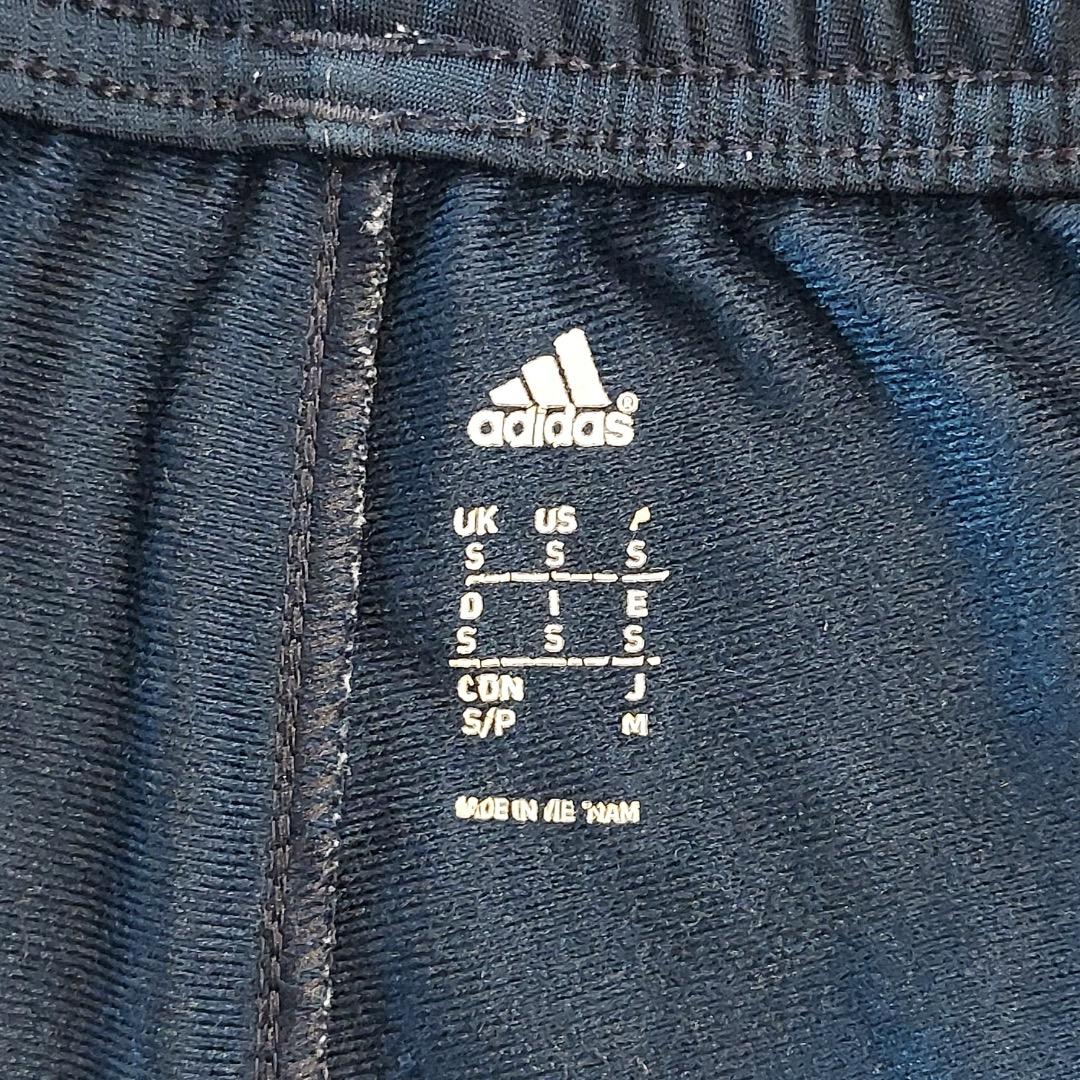 adidas®
UK US
S S S
D I E
S S S
CDN J
S/P M
MADE IN VIETNAM